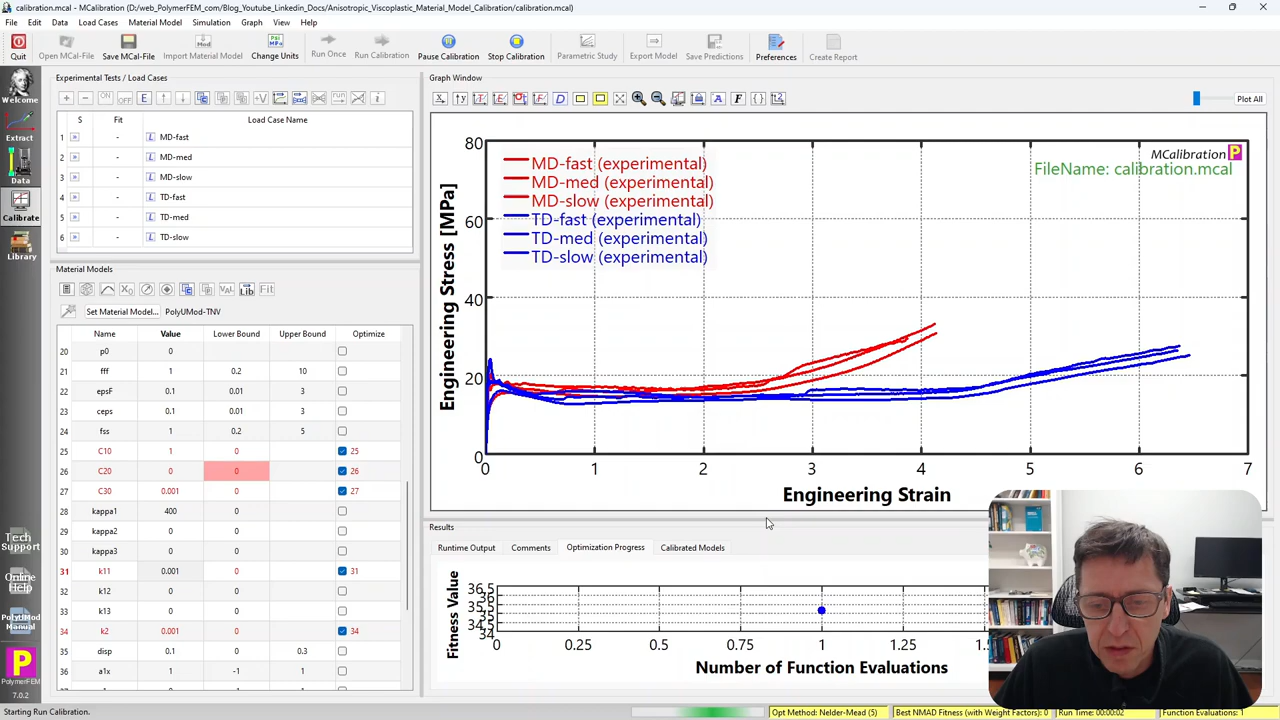 calibration.mcal - MCalibration (D:/web_PolymerFEM_com/Blog_Youtube_Linkedin_Docs/Anisotropic_Viscoplastic_Material_Model_Calibration/calibration.mcal)
File Edit Data Load Cases Material Model Simulation Graph View Help
Quit Open MCal-File Save MCal-File Import Material Model Change Units Run Once Run Calibration Pause Calibration Stop Calibration Parametric Study Export Model Save Predictions Preferences Create Report
Welcome
Extract
Data
Calibrate
Library
Tech Support
Online Help
PolyUMod Manual
PolymerFEM
7.0.2
Experimental Tests / Load Cases
S Fit Load Case Name
1 - MD-fast
2 - MD-med
3 - MD-slow
4 - TD-fast
5 - TD-med
6 - TD-slow
Material Models
Set Material Model... PolyUMod-TNV
Name Value Lower Bound Upper Bound Optimize
20 p0 0
21 fff 1 0.2 10
22 epsF 0.1 0.01 3
23 ceps 0.1 0.01 3
24 fss 1 0.2 5
25 C10 1 0 25
26 C20 0 0 26
27 C30 0.001 0 27
28 kappa1 400
29 kappa2 0
30 kappa3 0
31 k11 0.001 0 31
32 k12 0 0
33 k13 0 0
34 k2 0.001 0 34
35 disp 0.1 0 0.3
36 a1x 1 -1 1
Graph Window
Plot All
MCalibration
FileName: calibration.mcal
MD-fast (experimental)
MD-med (experimental)
MD-slow (experimental)
TD-fast (experimental)
TD-med (experimental)
TD-slow (experimental)
Engineering Stress [MPa]
80
60
40
20
0
0 1 2 3 4 5 6 7
Engineering Strain
Results
Runtime Output Comments Optimization Progress Calibrated Models
Fitness Value
36.5
35.5
34
0 0.25 0.5 0.75 1 1.25
Number of Function Evaluations
Starting Run Calibration.
Opt Method: Nelder-Mead (5) Best NMAD Fitness (with Weight Factors): 0 Run Time: 00:00:02 Function Evaluations: 1